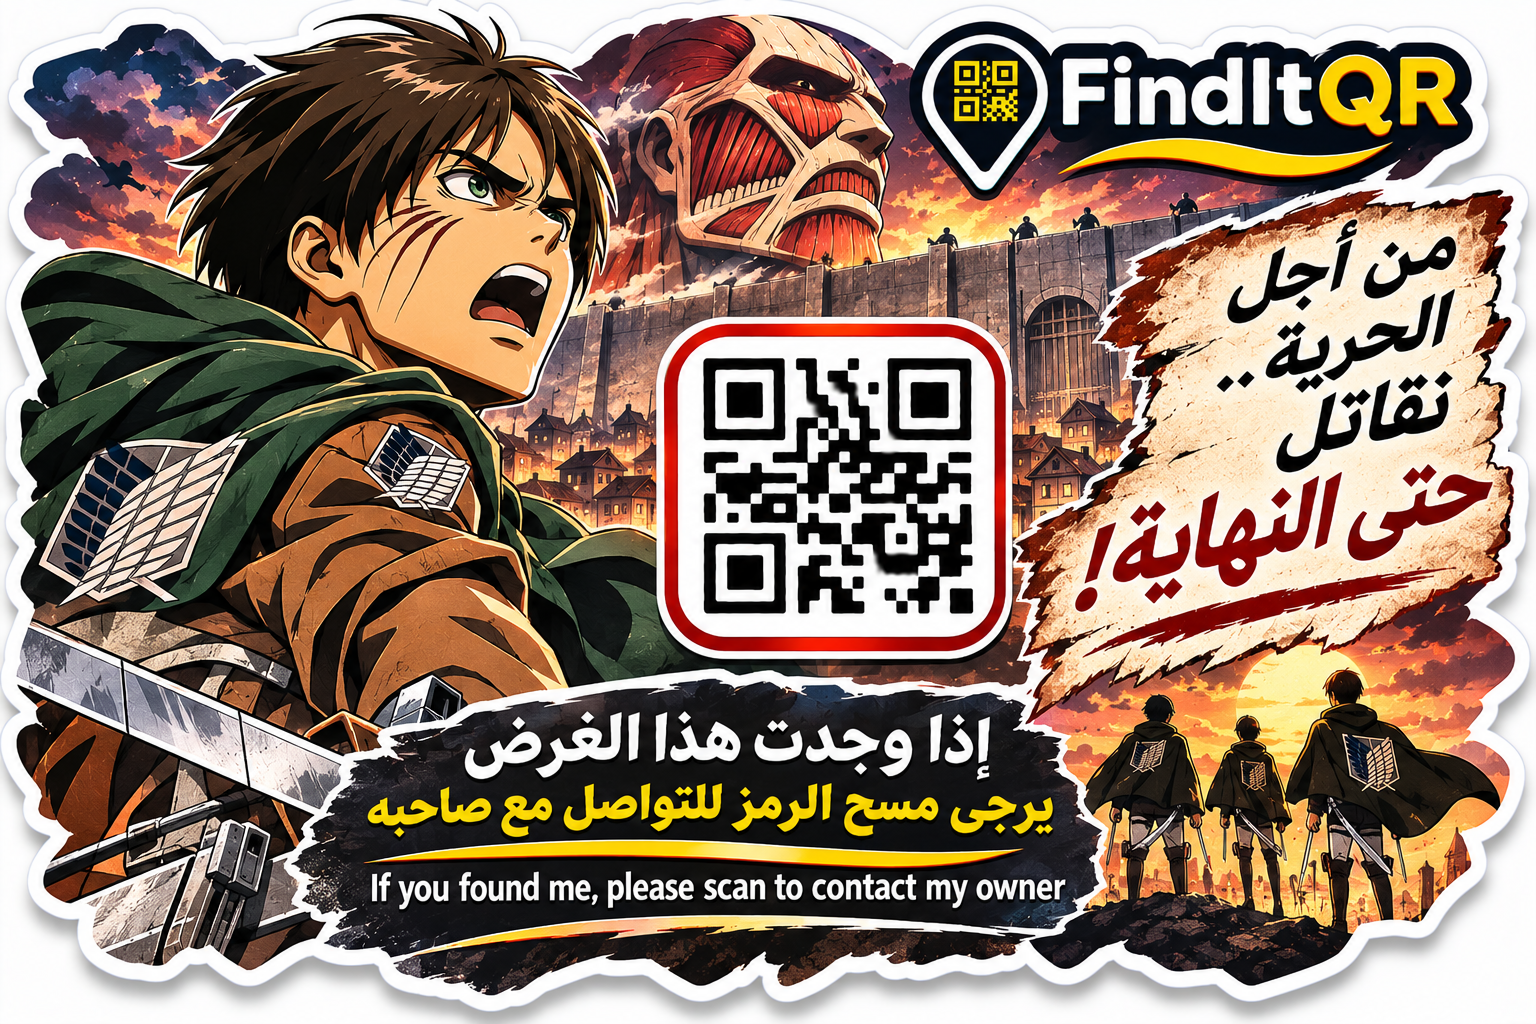 FindItQR
من أجل
الحرية..
نقاتل
حتى النهاية!
إذا وجدت هذا الغرض
يرجى مسح الرمز للتواصل مع صاحبه
If you found me, please scan to contact my owner